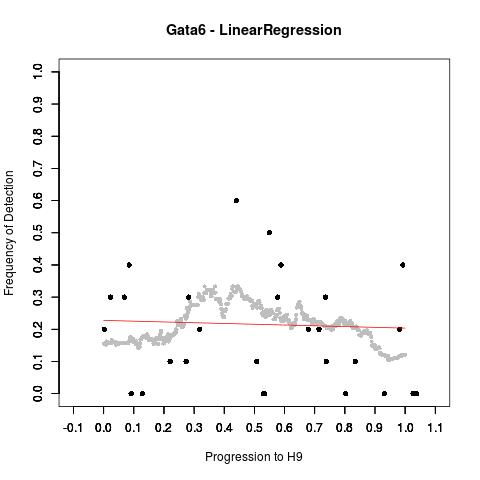 Gata6 - LinearRegression
Frequency of Detection
1.0
0.9
0.8
0.7
0.6
0.5
0.4
0.3
0.2
0.1
0.0
-0.1 0.0 0.1 0.2 0.3 0.4 0.5 0.6 0.7 0.8 0.9 1.0 1.1
Progression to H9